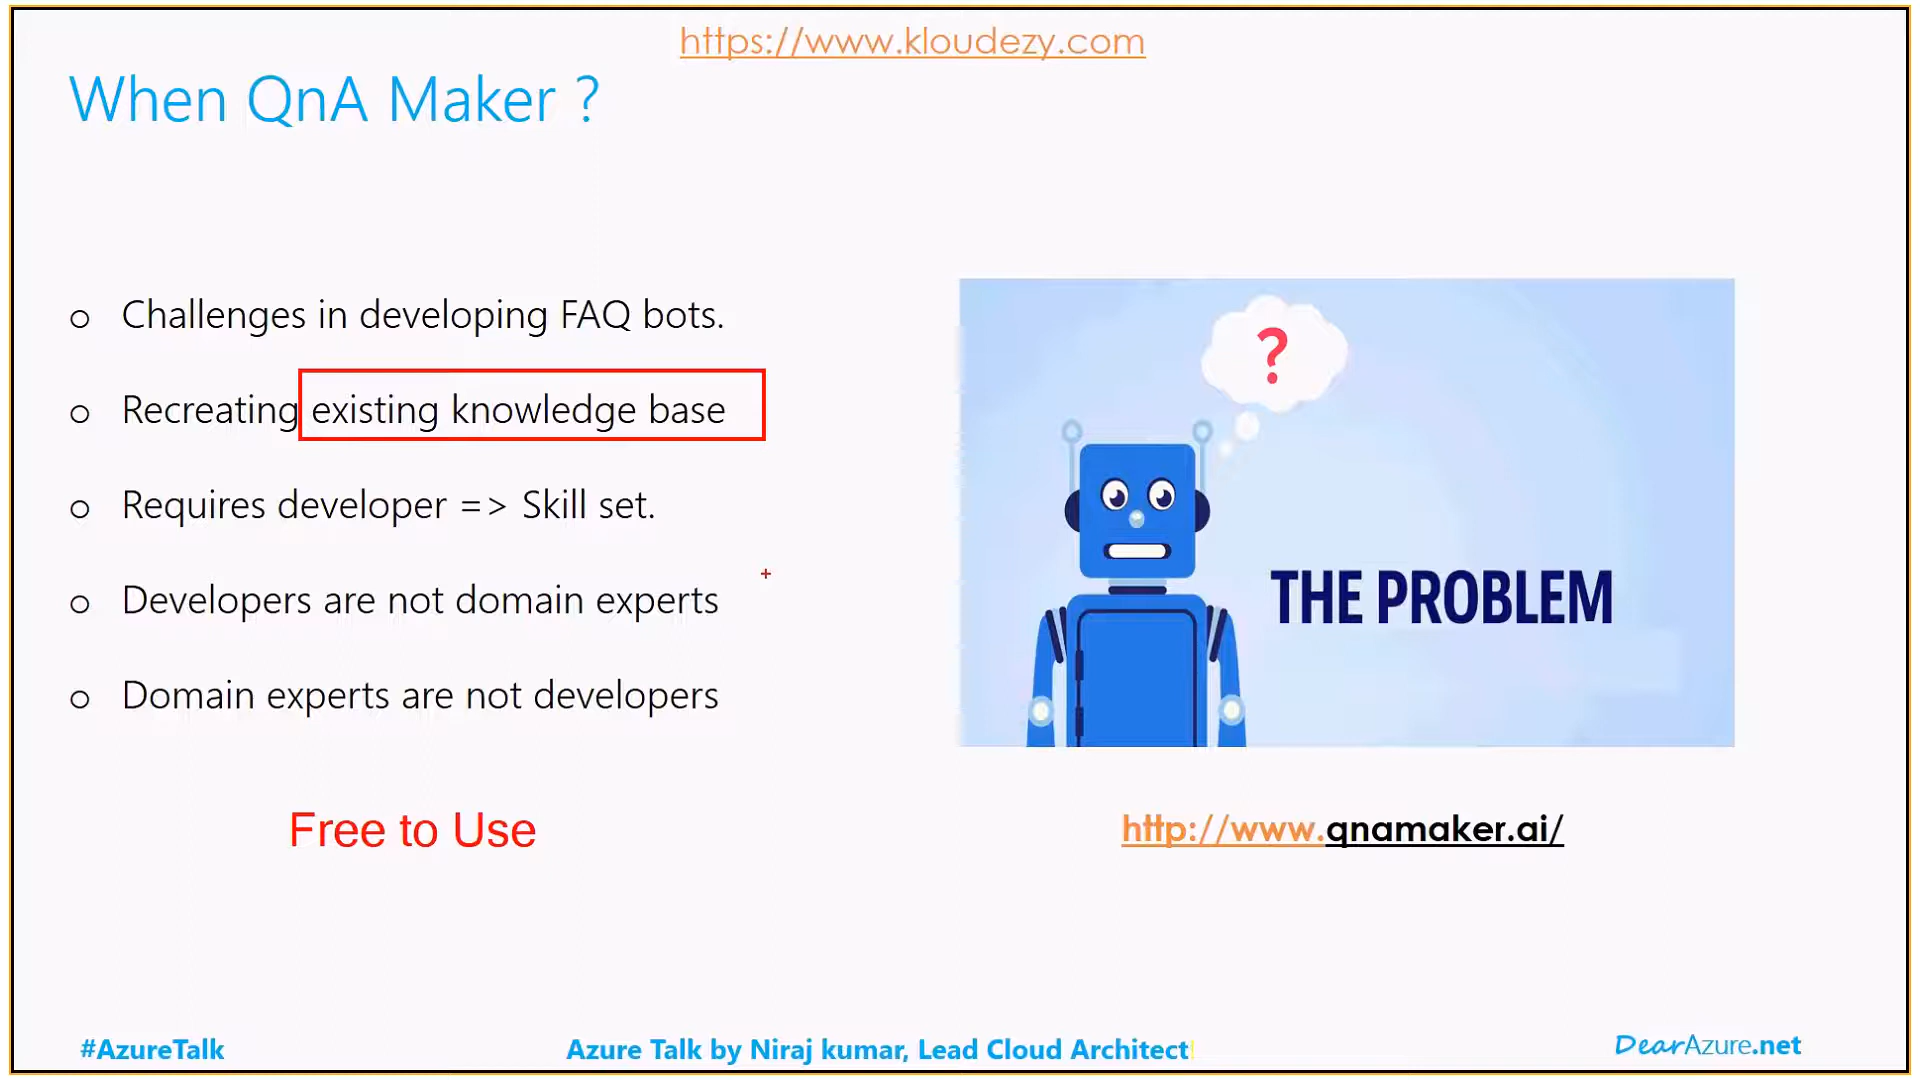 https://www.kloudezy.com
When QnA Maker ?
o Challenges in developing FAQ bots.
o Recreating existing knowledge base
o Requires developer => Skill set.
o Developers are not domain experts
o Domain experts are not developers
?
THE PROBLEM
Free to Use
http://www.qnamaker.ai/
#AzureTalk
Azure Talk by Niraj kumar, Lead Cloud Architect!
DearAzure.net